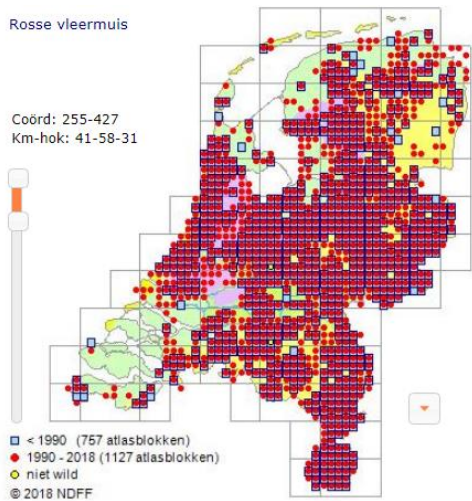 Rosse vleermuis
Coörd: 255-427
Km-hok: 41-58-31
< 1990 (757 atlasblokken)
1990 - 2018 (1127 atlasblokken)
niet wild
© 2018 NDFF